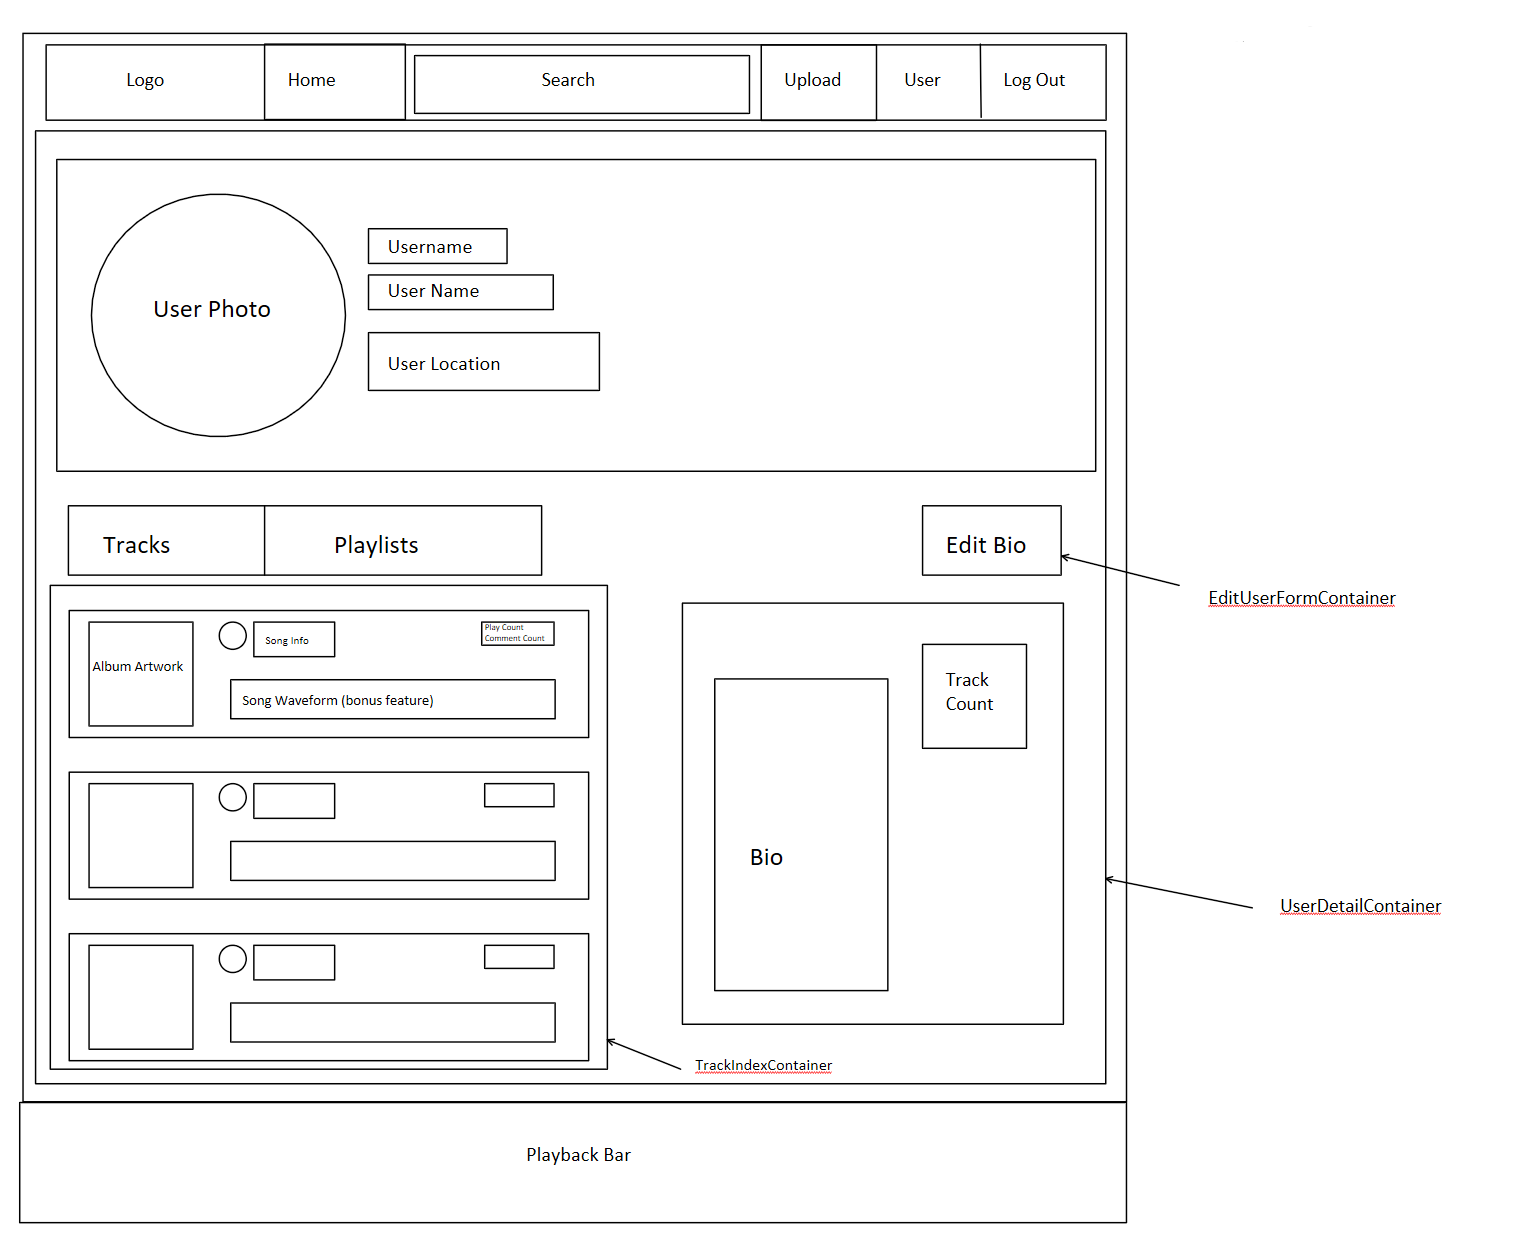 Logo
Home
Search
Upload
User
Log Out
Username
User Name
User Location
User Photo
Tracks
Playlists
Edit Bio
EditUserFormContainer
Album Artwork
Song Info
Play Count
Comment Count
Song Waveform (bonus feature)
Track
Count
Bio
UserDetailContainer
TrackIndexContainer
Playback Bar